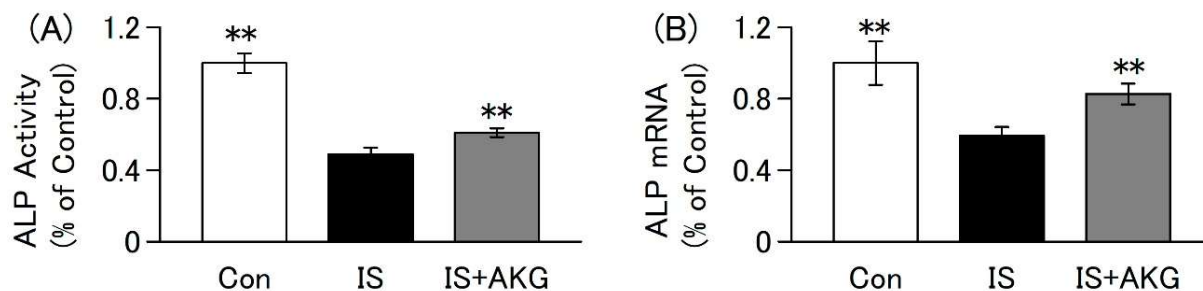 (A)
ALP Activity
(% of Control)
1.2
0.8
0.4
0
**
**
Con
IS
IS+AKG
(B)
ALP mRNA
(% of Control)
1.2
0.8
0.4
0
**
**
Con
IS
IS+AKG